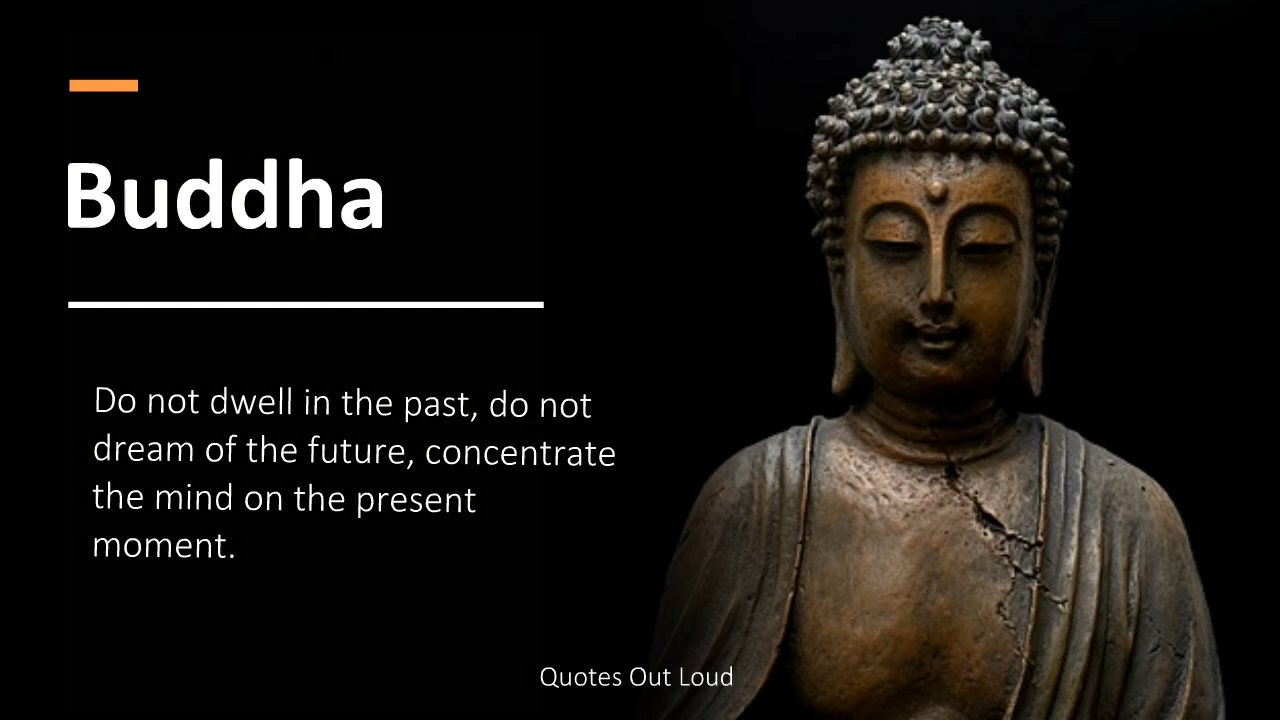 Buddha
Do not dwell in the past, do not
dream of the future, concentrate
the mind on the present
moment.
Quotes Out Loud